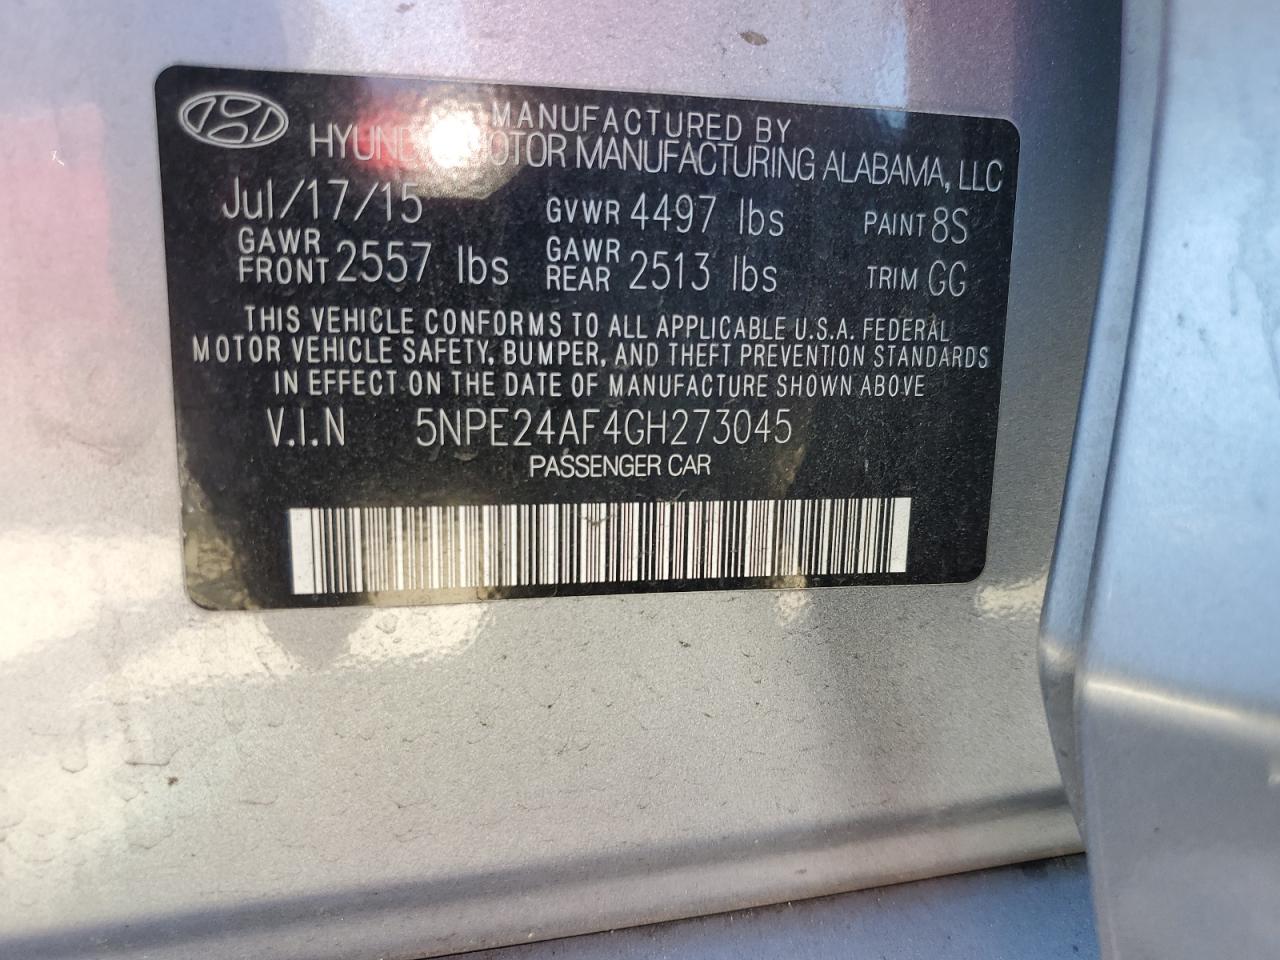 MANUFACTURED BY
HYUNDAI MOTOR MANUFACTURING ALABAMA, LLC
Jul/17/15 GVWR 4497 lbs PAINT 8S
GAWR FRONT 2557 lbs GAWR REAR 2513 lbs TRIM GG
THIS VEHICLE CONFORMS TO ALL APPLICABLE U.S.A. FEDERAL
MOTOR VEHICLE SAFETY, BUMPER, AND THEFT PREVENTION STANDARDS
IN EFFECT ON THE DATE OF MANUFACTURE SHOWN ABOVE
V.I.N 5NPE24AF4GH273045
PASSENGER CAR